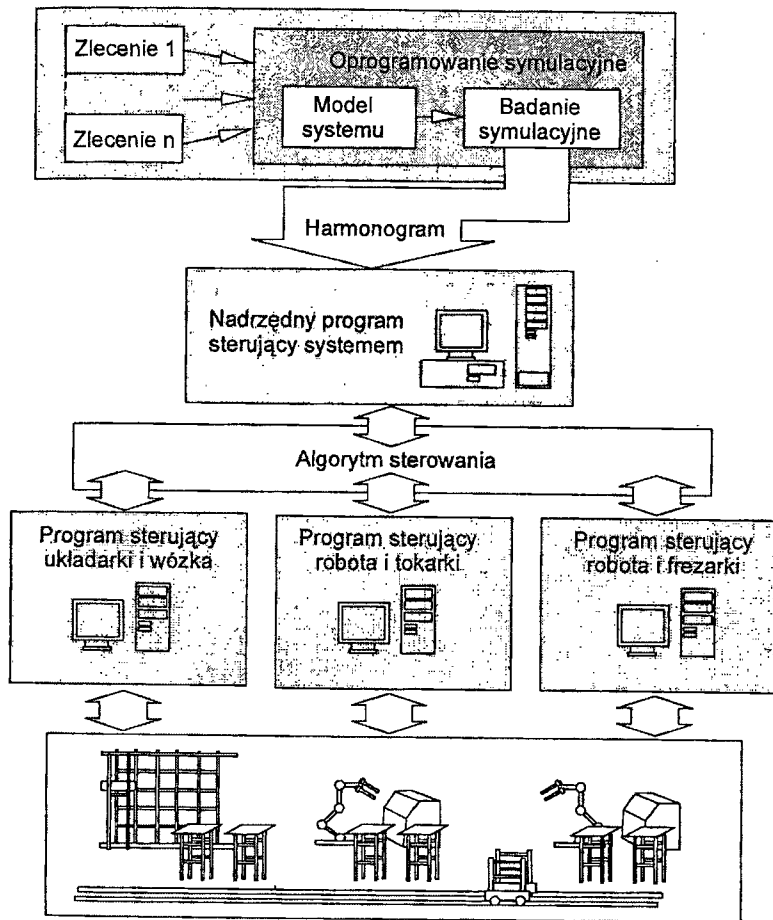 Zlecenie 1
Zlecenie n
Oprogramowanie symulacyjne
Model
systemu
Badanie
symulacyjne
Harmonogram
Nadrzędny program
sterujący systemem
Algorytm sterowania
Program sterujący
układarki i wózka
Program sterujący
robota i tokarki
Program sterujący
robota i frezarki